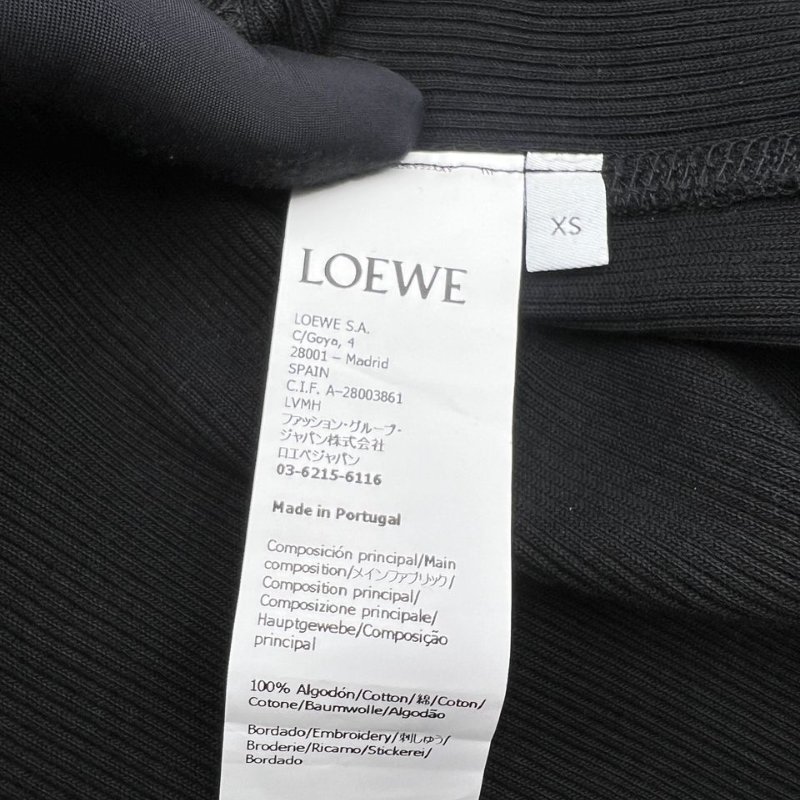 XS
LOEWE
LOEWE S.A.
C/Goya, 4
28001 – Madrid
SPAIN
C.I.F. A-28003861
LVMH
ファッション・グループ・
ジャパン株式会社
ロエベジャパン
03-6215-6116
Made in Portugal
Composición principal/Main
composition/メインファブリック/
Composition principal/
Composizione principale/
Hauptgewebe/Composição
principal
100% Algodón/Cotton/綿/Coton/
Cotone/Baumwolle/Algodão
Bordado/Embroidery/刺しゅう/
Broderie/Ricamo/Stickerei/
Bordado